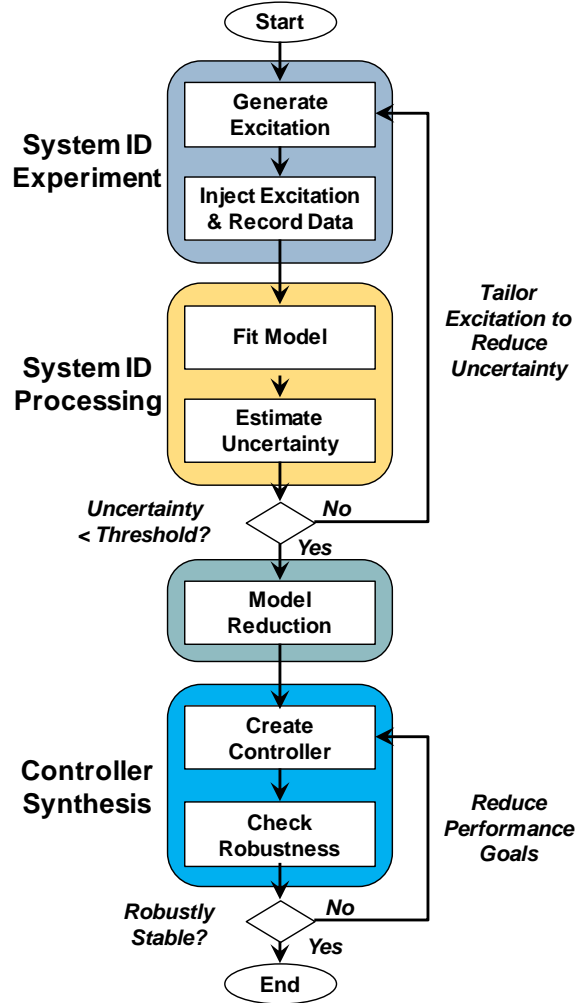 Start
Generate
Excitation
System ID
Experiment
Inject Excitation
& Record Data
Tailor
Excitation to
Reduce
Uncertainty
Fit Model
System ID
Processing
Estimate
Uncertainty
Uncertainty
< Threshold?
No
Yes
Model
Reduction
Create
Controller
Controller
Synthesis
Reduce
Performance
Goals
Check
Robustness
Robustly
Stable?
No
Yes
End